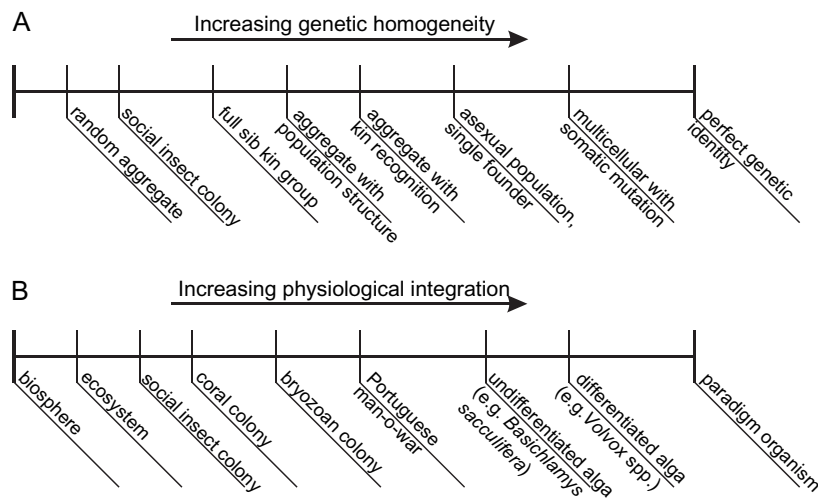 A
Increasing genetic homogeneity
random aggregate
social insect colony
full sib kin group
aggregate with
population structure
aggregate with
kin recognition
asexual population,
single founder
multicellular with
somatic mutation
perfect genetic
identity
B
Increasing physiological integration
biosphere
ecosystem
social insect colony
coral colony
bryozoan colony
Portuguese
man-o-war
undifferentiated alga
(e.g. Basichlamys
sacculifera)
differentiated alga
(e.g. Volvox spp.)
paradigm organism